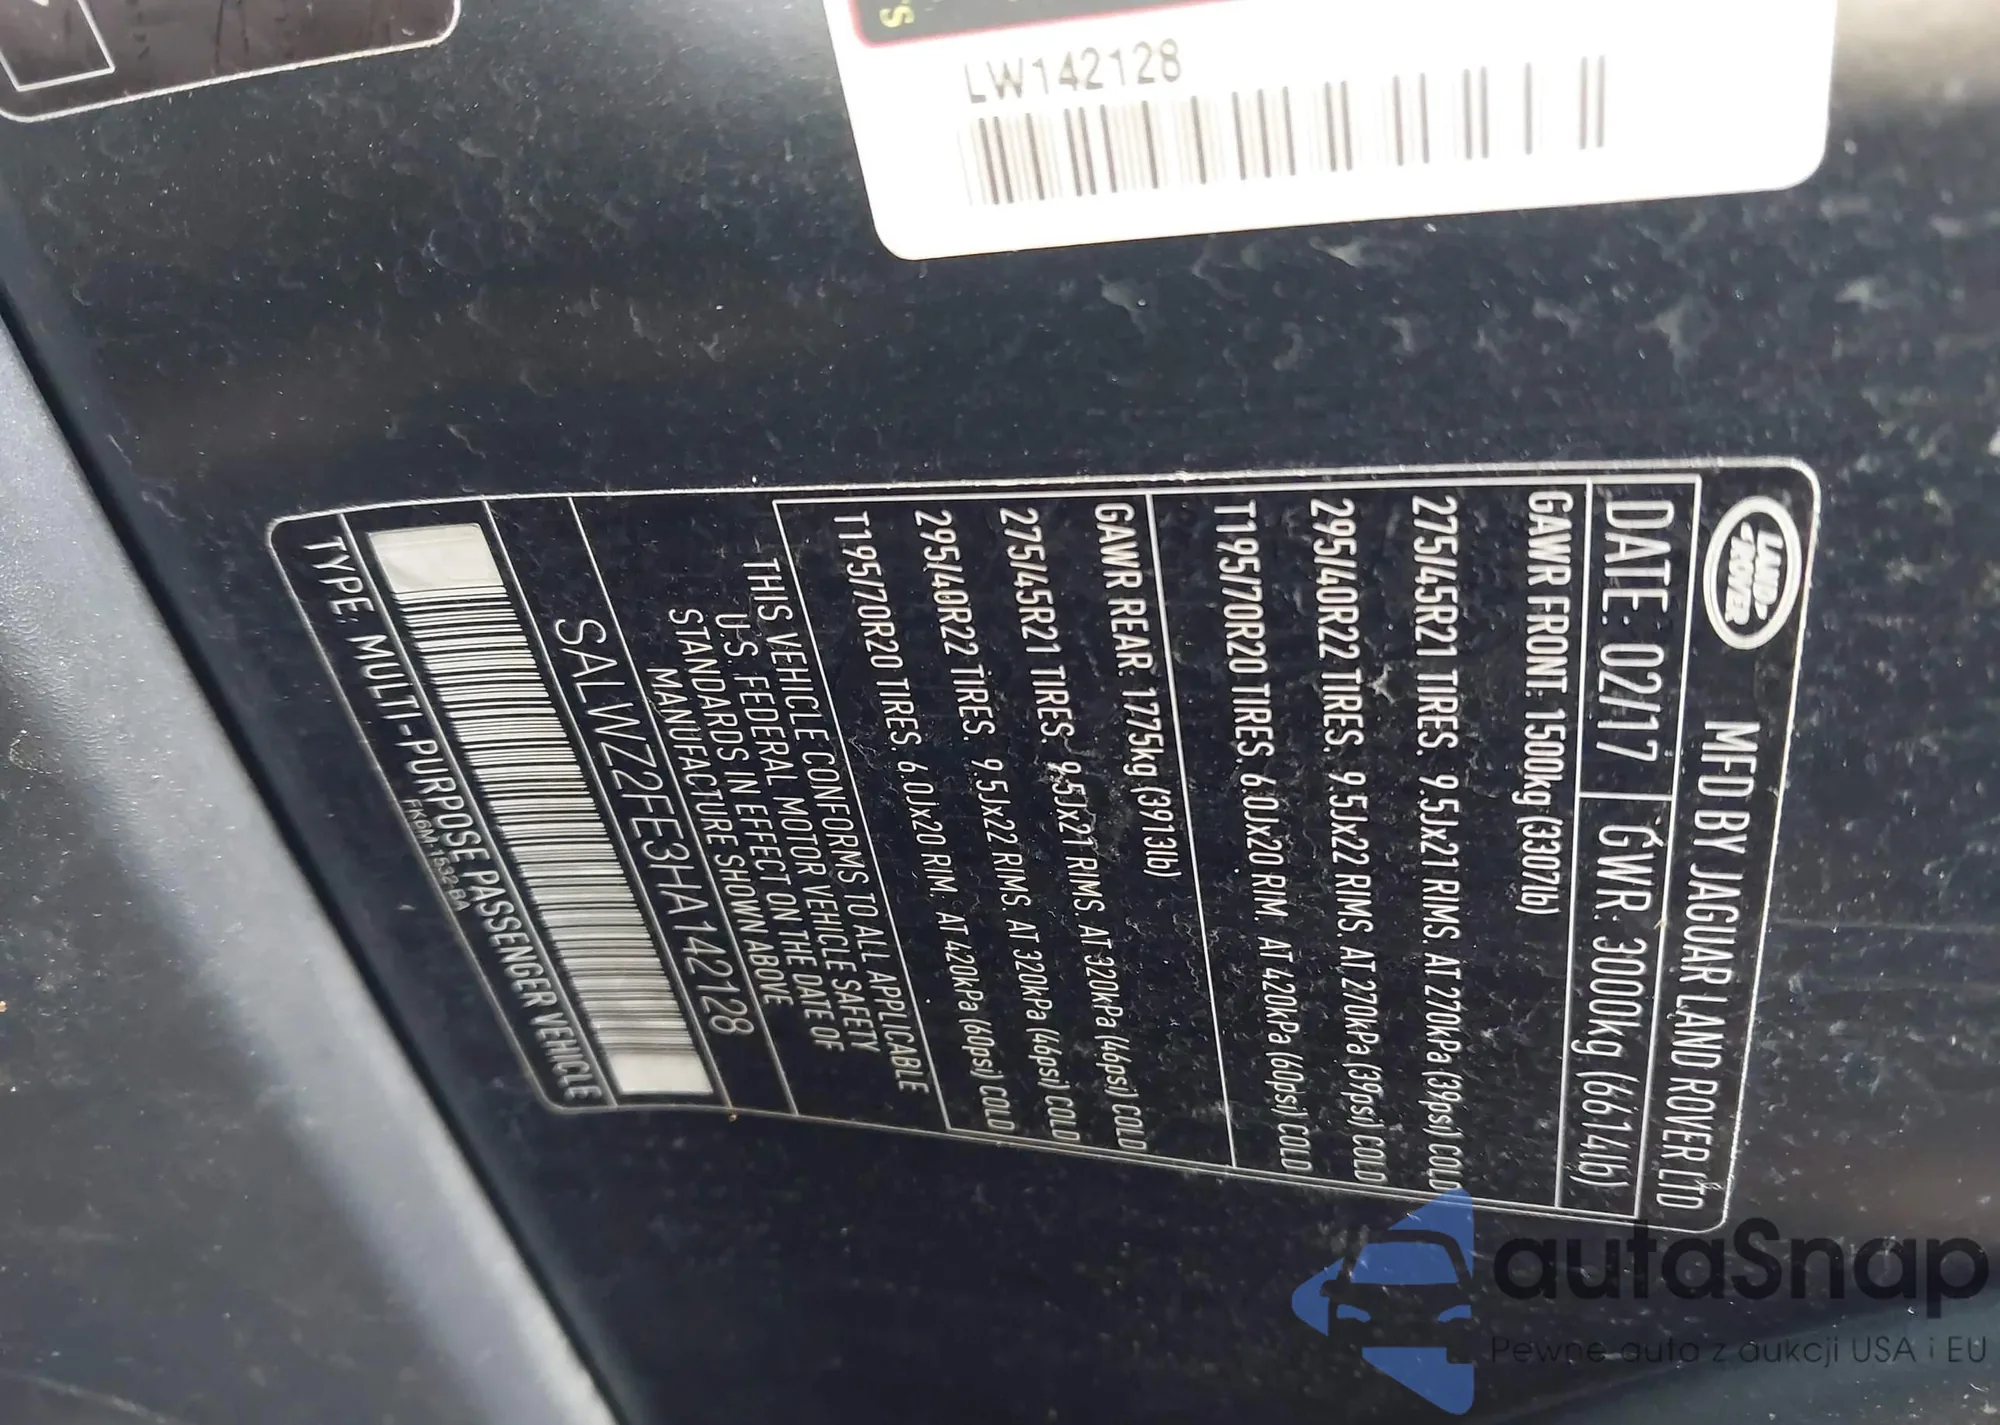 LW142128
LAND-
ROVER
MFD BY JAGUAR LAND ROVER LTD
DATE: 02/17 GWR: 3000kg (6614lb)
GAWR FRONT. 1500kg (3307lb)
275/45R21 TIRES. 9.5Jx21 RIMS. AT 270kPa (39psi) COLD
295/40R22 TIRES. 9.5Jx22 RIMS. AT 270kPa (39psi) COLD
T195/70R20 TIRES. 6.0Jx20 RIM. AT 420kPa (60psi) COLD
GAWR REAR. 1775kg (3913lb)
275/45R21 TIRES. 9.5Jx21 RIMS. AT 320kPa (46psi) COLD
295/40R22 TIRES. 9.5Jx22 RIMS. AT 320kPa (46psi) COLD
T195/70R20 TIRES. 6.0Jx20 RIM. AT 420kPa (60psi) COLD
THIS VEHICLE CONFORMS TO ALL APPLICABLE
U.S. FEDERAL MOTOR VEHICLE SAFETY
STANDARDS IN EFFECT ON THE DATE OF
MANUFACTURE SHOWN ABOVE
SALWZ2FE3HA142128
TYPE: MULTI-PURPOSE PASSENGER VEHICLE
autaSnap
Pewne auta z aukcji USA i EU